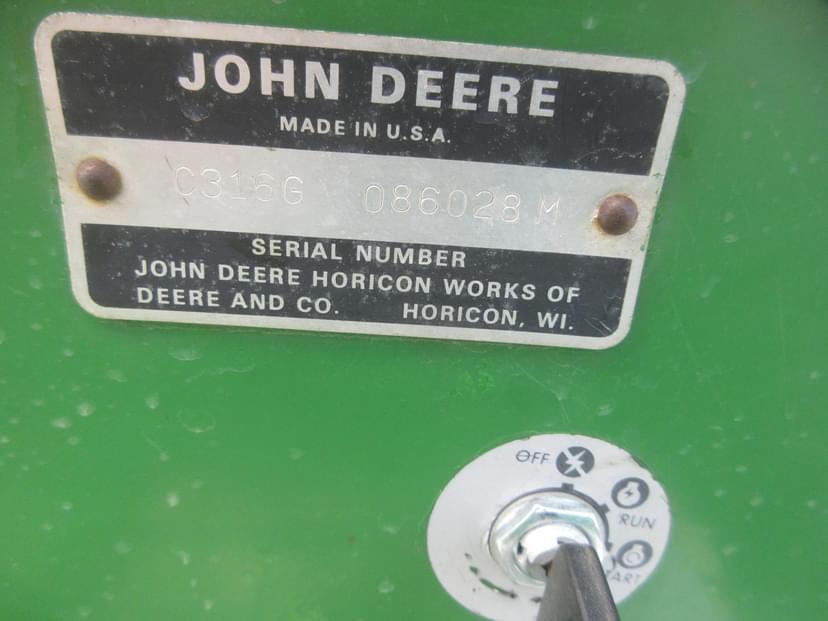 JOHN DEERE
MADE IN U.S.A.
C316G 086028 M
SERIAL NUMBER
JOHN DEERE HORICON WORKS OF
DEERE AND CO. HORICON, WI.
OFF
RUN
START